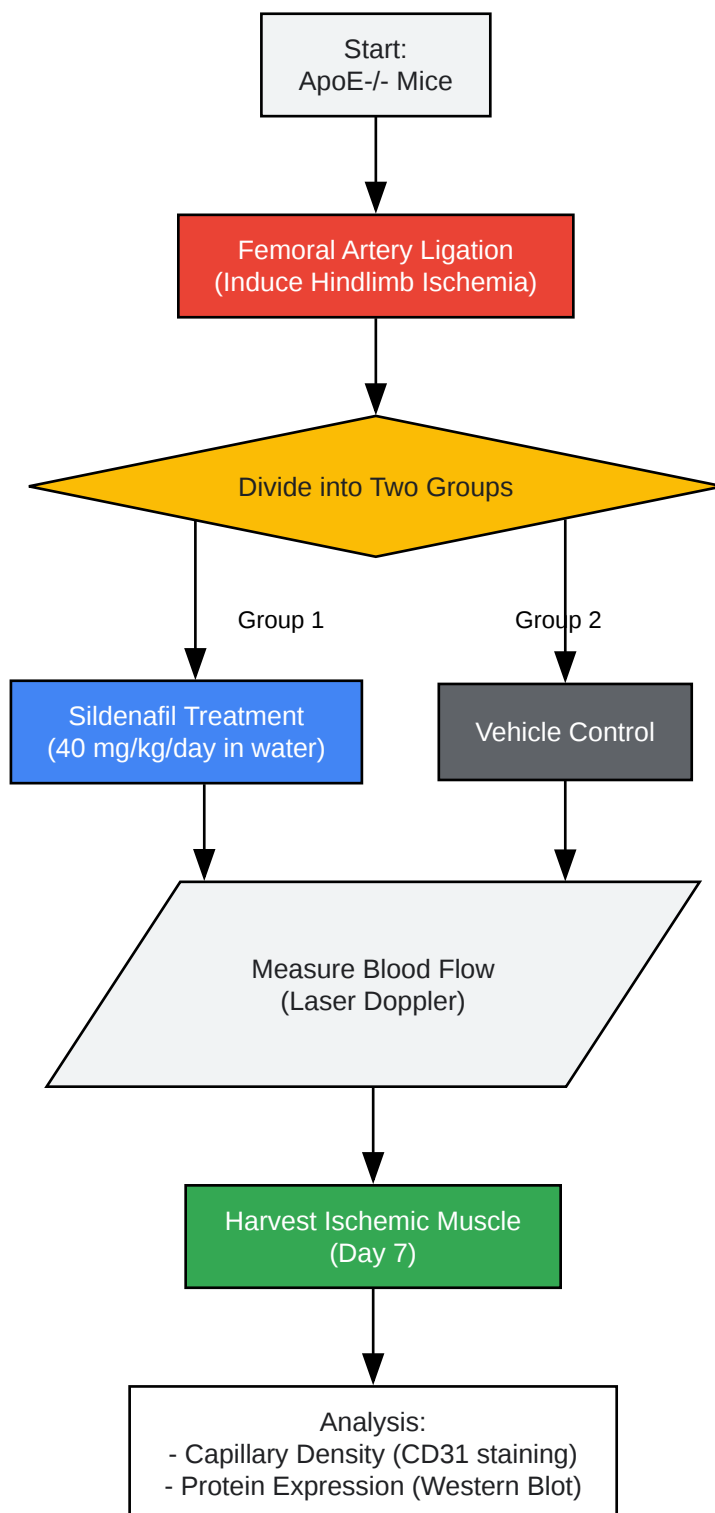 Start:
ApoE-/- Mice
Femoral Artery Ligation
(Induce Hindlimb Ischemia)
Divide into Two Groups
Group 1
Group 2
Sildenafil Treatment
(40 mg/kg/day in water)
Vehicle Control
Measure Blood Flow
(Laser Doppler)
Harvest Ischemic Muscle
(Day 7)
Analysis:
- Capillary Density (CD31 staining)
- Protein Expression (Western Blot)